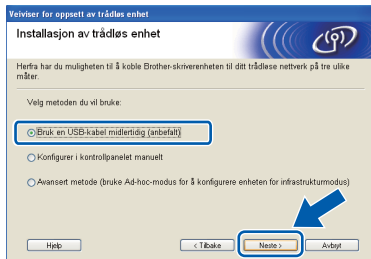 Veiviser for oppsett av trådløs enhet
Installasjon av trådløs enhet
Herfra har du muligheten til å koble Brother-skriverenheten til ditt trådløse nettverk på tre ulike
måter.
Velg metoden du vil bruke:
Bruk en USB-kabel midlertidig (anbefalt)
Konfigurer i kontrollpanelet manuelt
Avansert metode (bruke Ad-hoc-modus for å konfigurere enheten for infrastrukturmodus)
Hjelp
< Tilbake
Neste >
Avbryt